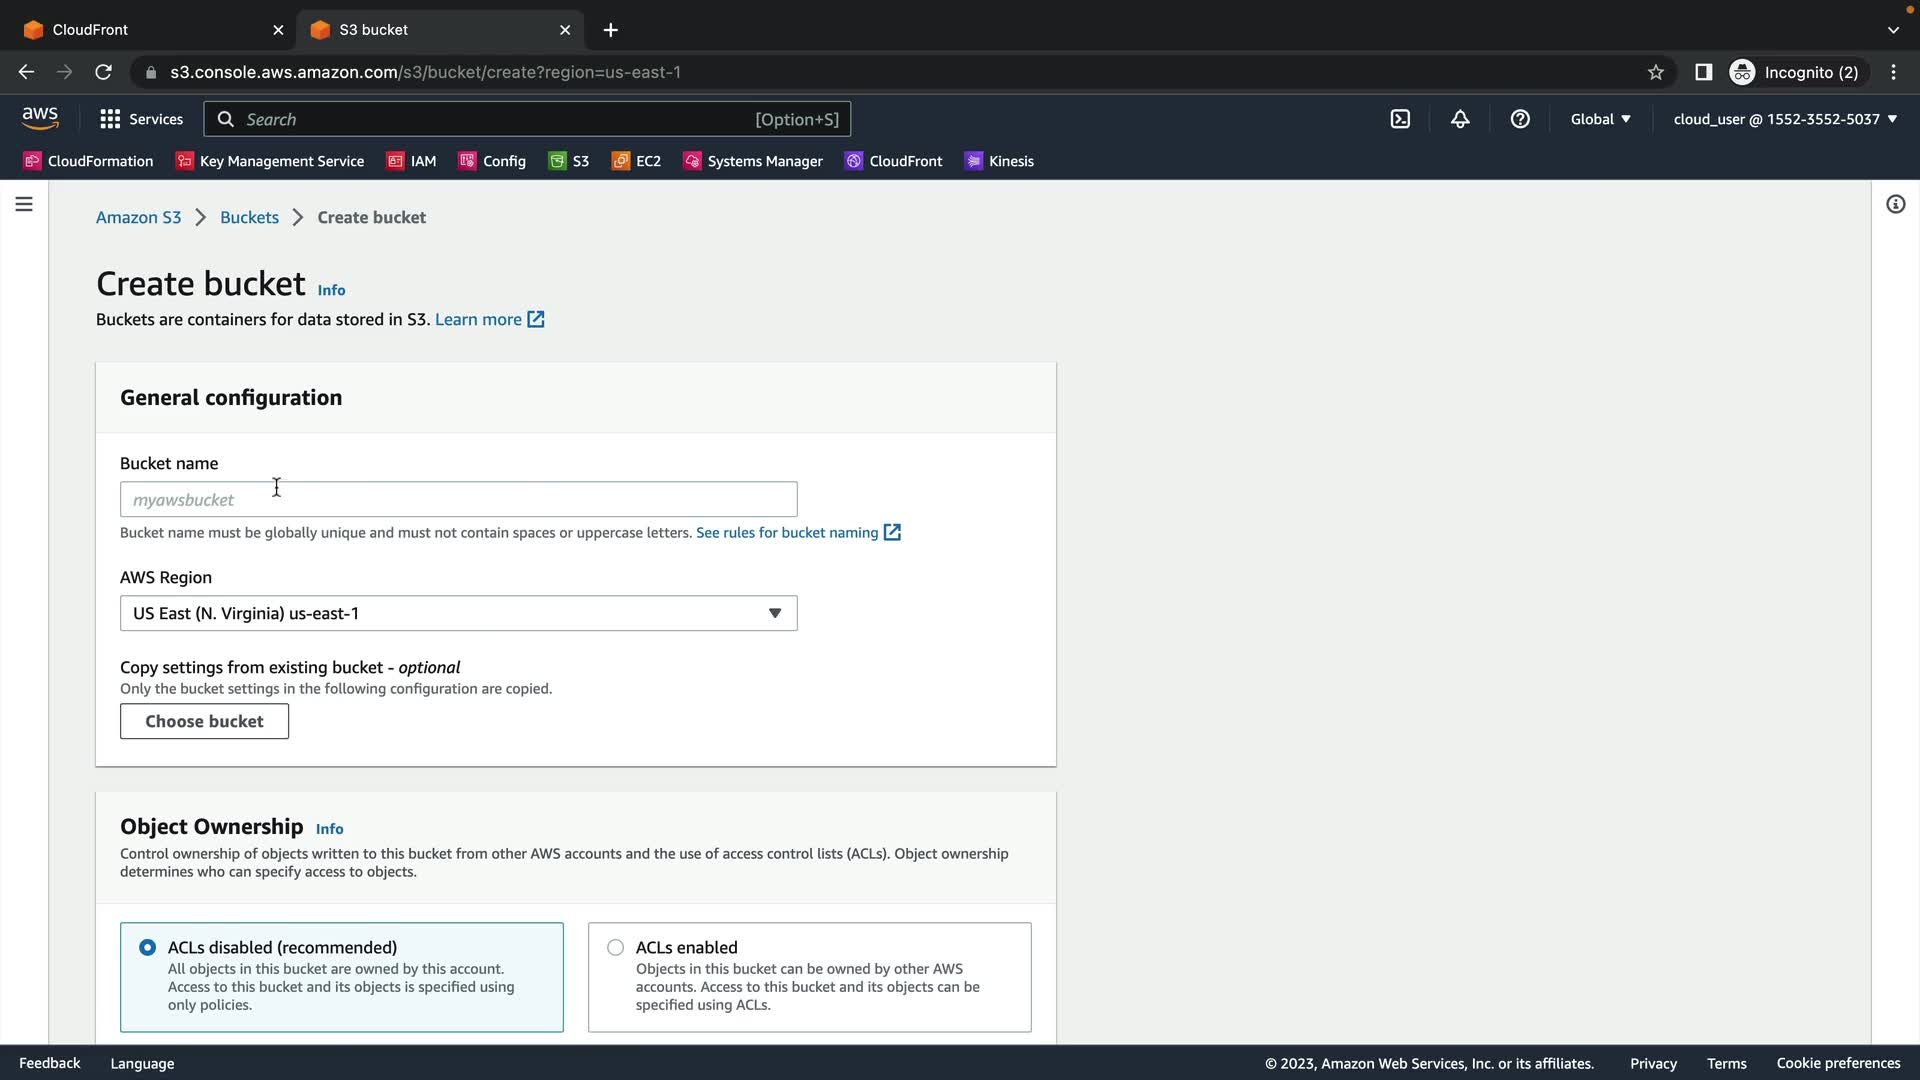 CloudFront
S3 bucket
s3.console.aws.amazon.com/s3/bucket/create?region=us-east-1
Incognito (2)
aws
Services
Search
[Option+S]
Global
cloud_user @ 1552-3552-5037
CloudFormation
Key Management Service
IAM
Config
S3
EC2
Systems Manager
CloudFront
Kinesis
Amazon S3
Buckets
Create bucket
Create bucket Info
Buckets are containers for data stored in S3. Learn more
General configuration
Bucket name
myawsbucket
Bucket name must be globally unique and must not contain spaces or uppercase letters. See rules for bucket naming
AWS Region
US East (N. Virginia) us-east-1
Copy settings from existing bucket - optional
Only the bucket settings in the following configuration are copied.
Choose bucket
Object Ownership Info
Control ownership of objects written to this bucket from other AWS accounts and the use of access control lists (ACLs). Object ownership
determines who can specify access to objects.
ACLs disabled (recommended)
All objects in this bucket are owned by this account.
Access to this bucket and its objects is specified using
only policies.
ACLs enabled
Objects in this bucket can be owned by other AWS
accounts. Access to this bucket and its objects can be
specified using ACLs.
Feedback
Language
© 2023, Amazon Web Services, Inc. or its affiliates.
Privacy
Terms
Cookie preferences